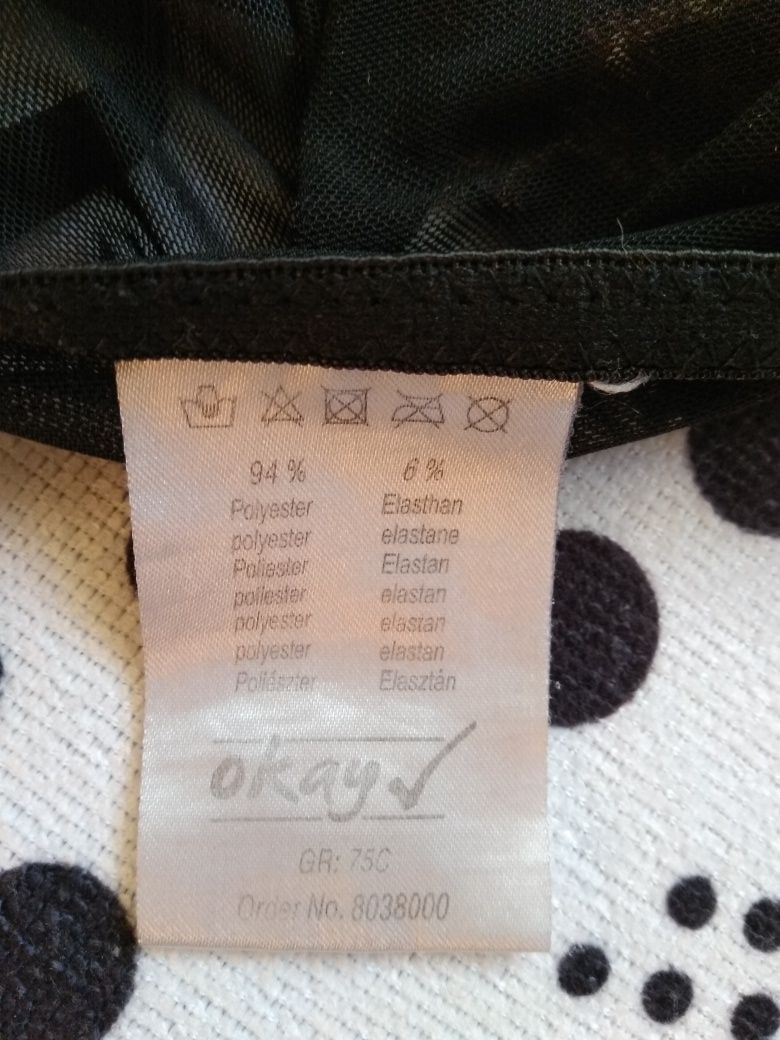 94 % 6 %
Polyester Elasthan
polyester elastane
Poliester Elastan
poliester elastan
polyester elastan
polyester elastan
Poliészter Elasztán
okay
GR: 75C
Order No. 8038000